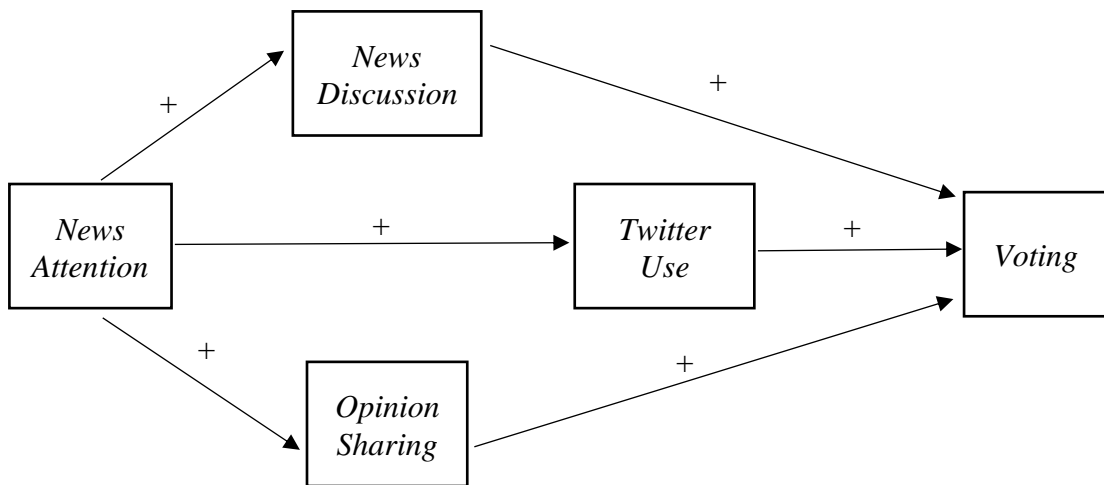 News
Discussion
+
+
News
Attention
+
Twitter
Use
+
Voting
+
+
Opinion
Sharing